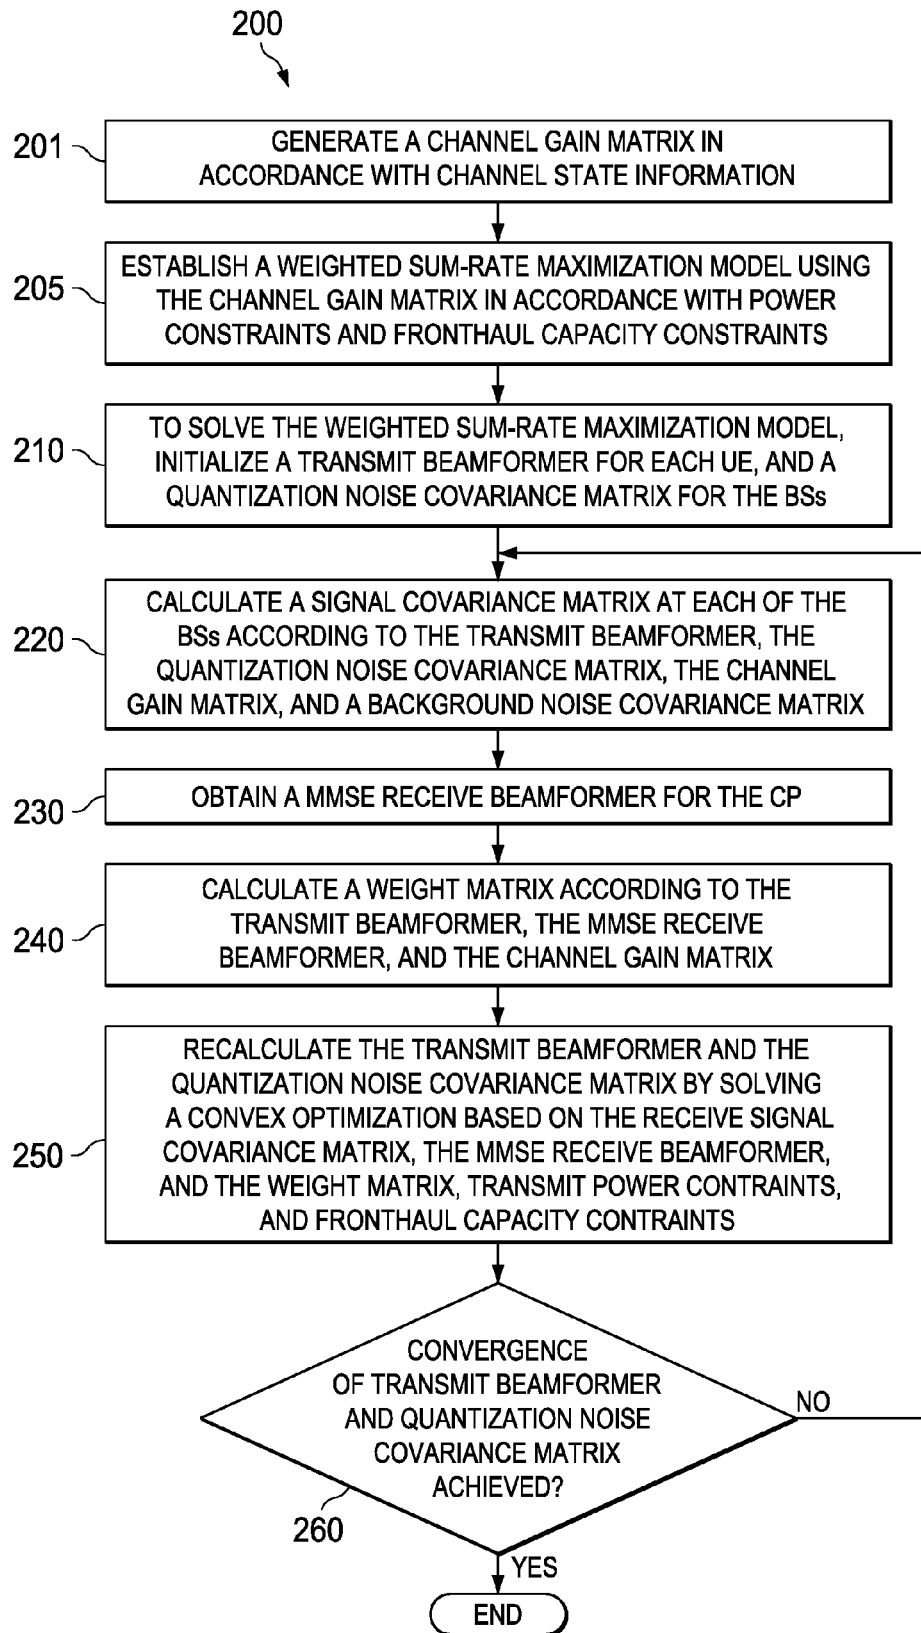 200
201
GENERATE A CHANNEL GAIN MATRIX IN
ACCORDANCE WITH CHANNEL STATE INFORMATION
205
ESTABLISH A WEIGHTED SUM-RATE MAXIMIZATION MODEL USING
THE CHANNEL GAIN MATRIX IN ACCORDANCE WITH POWER
CONSTRAINTS AND FRONTHAUL CAPACITY CONSTRAINTS
210
TO SOLVE THE WEIGHTED SUM-RATE MAXIMIZATION MODEL,
INITIALIZE A TRANSMIT BEAMFORMER FOR EACH UE, AND A
QUANTIZATION NOISE COVARIANCE MATRIX FOR THE BSs
220
CALCULATE A SIGNAL COVARIANCE MATRIX AT EACH OF THE
BSs ACCORDING TO THE TRANSMIT BEAMFORMER, THE
QUANTIZATION NOISE COVARIANCE MATRIX, THE CHANNEL
GAIN MATRIX, AND A BACKGROUND NOISE COVARIANCE MATRIX
230
OBTAIN A MMSE RECEIVE BEAMFORMER FOR THE CP
240
CALCULATE A WEIGHT MATRIX ACCORDING TO THE
TRANSMIT BEAMFORMER, THE MMSE RECEIVE
BEAMFORMER, AND THE CHANNEL GAIN MATRIX
250
RECALCULATE THE TRANSMIT BEAMFORMER AND THE
QUANTIZATION NOISE COVARIANCE MATRIX BY SOLVING
A CONVEX OPTIMIZATION BASED ON THE RECEIVE SIGNAL
COVARIANCE MATRIX, THE MMSE RECEIVE BEAMFORMER,
AND THE WEIGHT MATRIX, TRANSMIT POWER CONTRAINTS,
AND FRONTHAUL CAPACITY CONTRAINTS
CONVERGENCE
OF TRANSMIT BEAMFORMER
AND QUANTIZATION NOISE
COVARIANCE MATRIX
ACHIEVED?
NO
260
YES
END